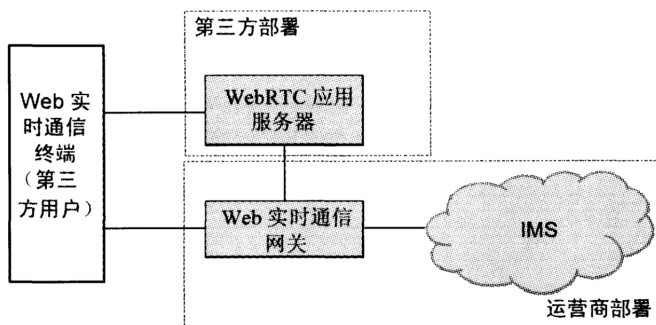 第三方部署
Web 实
时通信
终端
（第三
方用户）
WebRTC 应用
服务器
Web 实时通信
网关
IMS
运营商部署